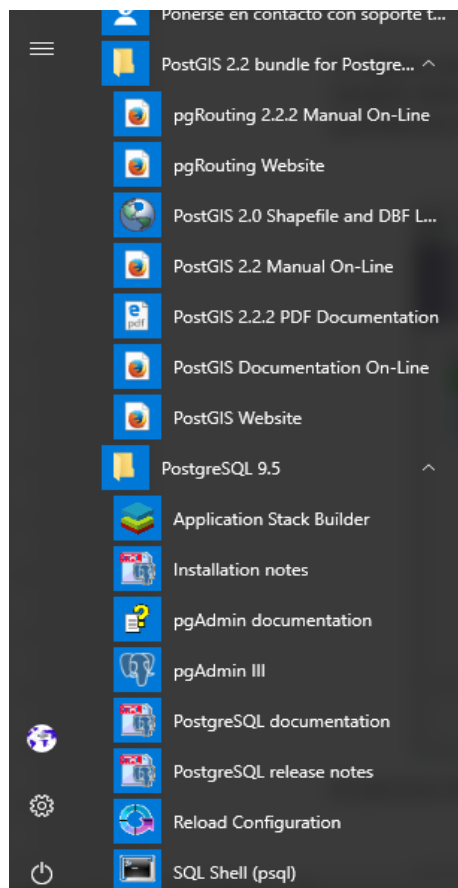 Ponerse en contacto con soporte t...
PostGIS 2.2 bundle for Postgre...
pgRouting 2.2.2 Manual On-Line
pgRouting Website
PostGIS 2.0 Shapefile and DBF L...
PostGIS 2.2 Manual On-Line
PostGIS 2.2.2 PDF Documentation
PostGIS Documentation On-Line
PostGIS Website
PostgreSQL 9.5
Application Stack Builder
Installation notes
pgAdmin documentation
pgAdmin III
PostgreSQL documentation
PostgreSQL release notes
Reload Configuration
SQL Shell (psql)